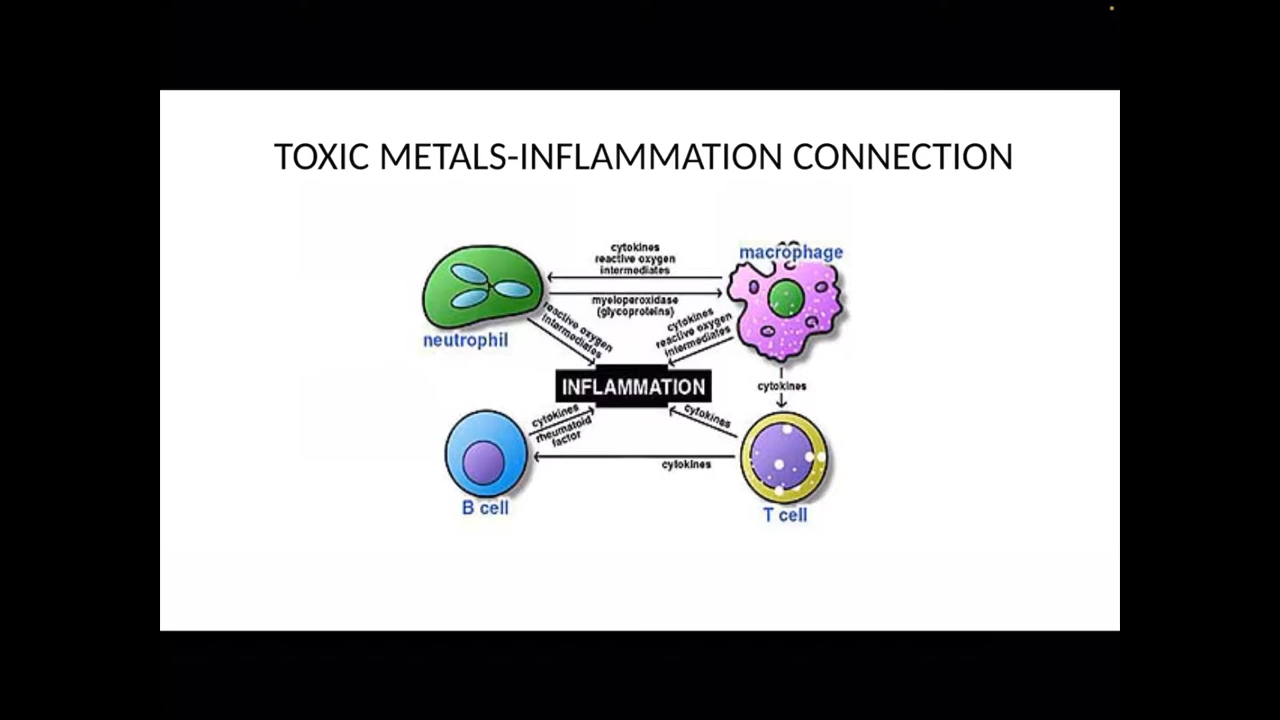 TOXIC METALS-INFLAMMATION CONNECTION
cytokines
reactive oxygen
intermediates
macrophage
myeloperoxidase
(glycoproteins)
neutrophil
reactive oxygen
intermediates
cytokines
reactive oxygen
intermediates
INFLAMMATION
cytokines
cytokines
rheumatoid
factor
cytokines
cytokines
B cell
T cell